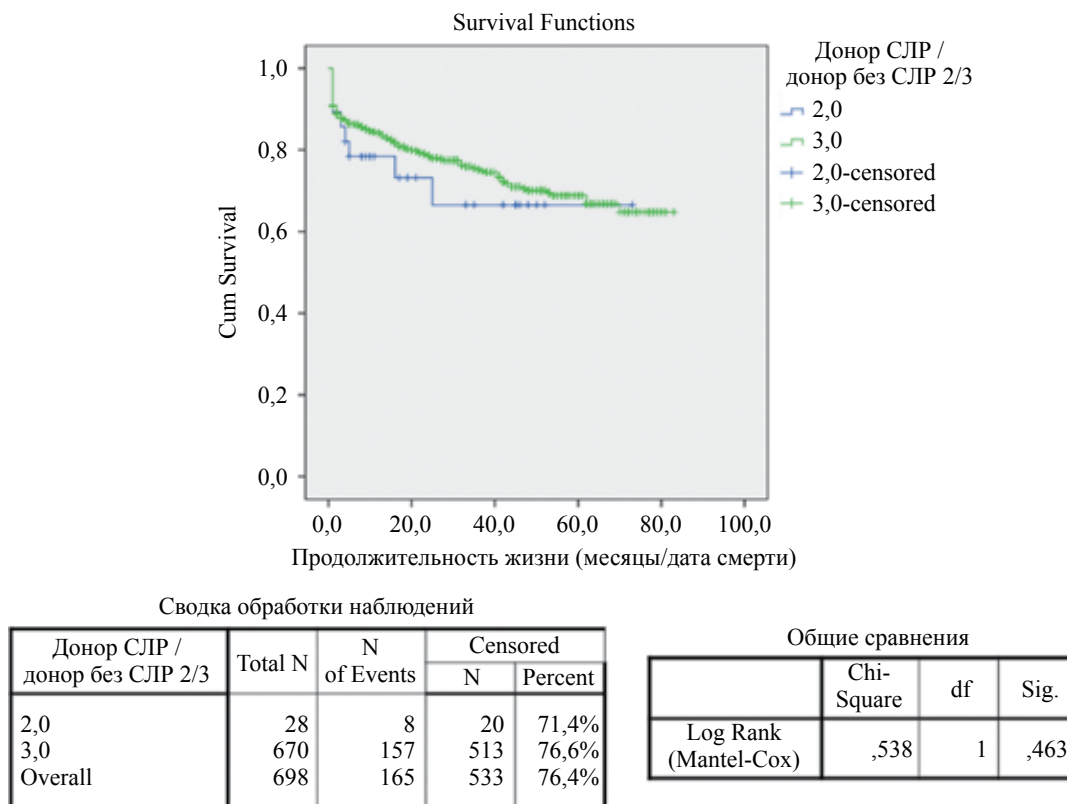 Survival Functions
Донор СЛР /
донор без СЛР 2/3
2,0
3,0
2,0-censored
3,0-censored
Cum Survival
1,0
0,8
0,6
0,4
0,2
0,0
0,0 20,0 40,0 60,0 80,0 100,0
Продолжительность жизни (месяцы/дата смерти)
Сводка обработки наблюдений
Донор СЛР /
донор без СЛР 2/3
Total N
N
of Events
Censored
N Percent
2,0 28 8 20 71,4%
3,0 670 157 513 76,6%
Overall 698 165 533 76,4%
Общие сравнения
Chi-
Square
df
Sig.
Log Rank
(Mantel-Cox)
,538 1 ,463